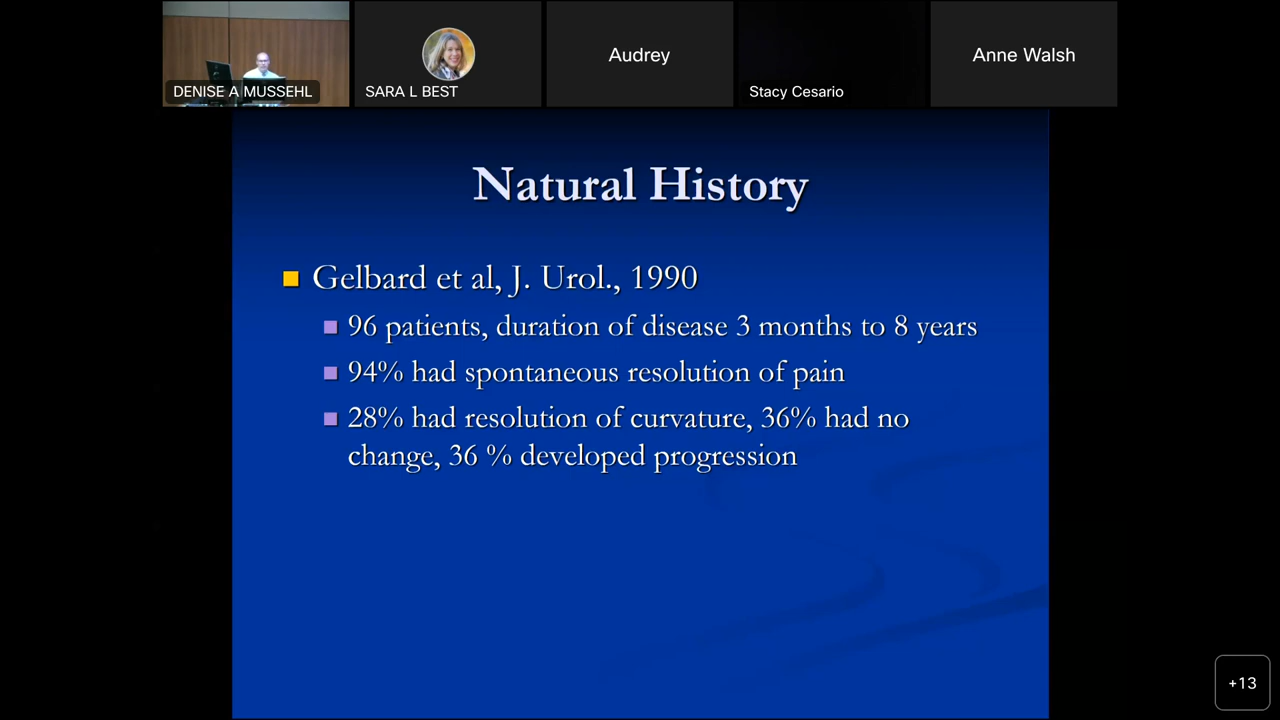 DENISE A MUSSEHL
SARA L BEST
Audrey
Stacy Cesario
Anne Walsh
Natural History
Gelbard et al, J. Urol., 1990
96 patients, duration of disease 3 months to 8 years
94% had spontaneous resolution of pain
28% had resolution of curvature, 36% had no
change, 36 % developed progression
+13